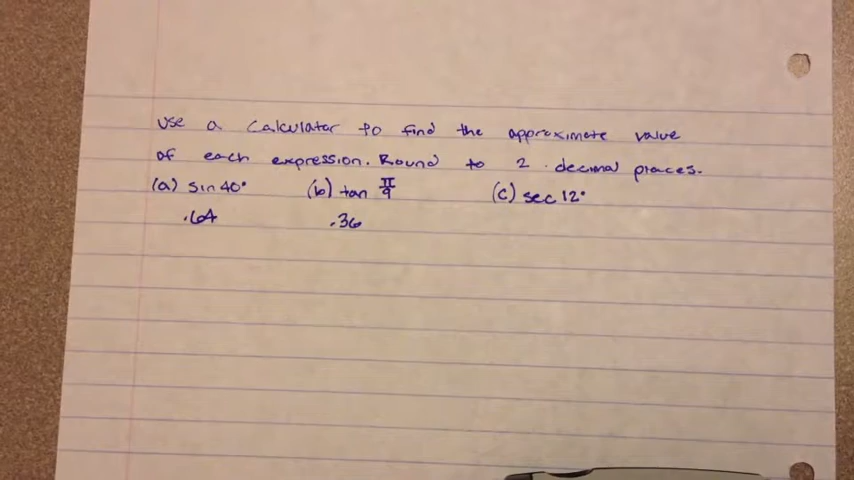 use a calculator to find the approximate value
of each expression. Round to 2 decimal places.
(a) sin 40° (b) tan π/9 (c) sec 12°
.64 .36